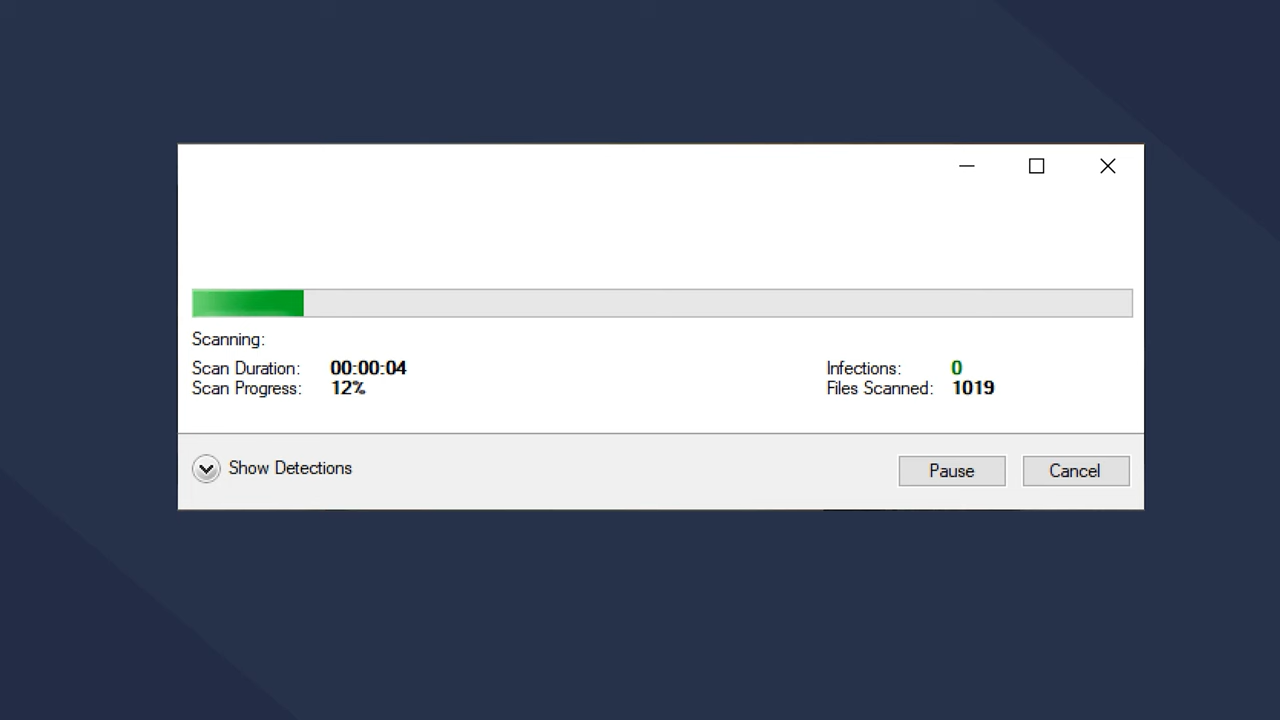 Scanning:
Scan Duration: 00:00:04
Scan Progress: 12%
Infections: 0
Files Scanned: 1019
Show Detections
Pause
Cancel